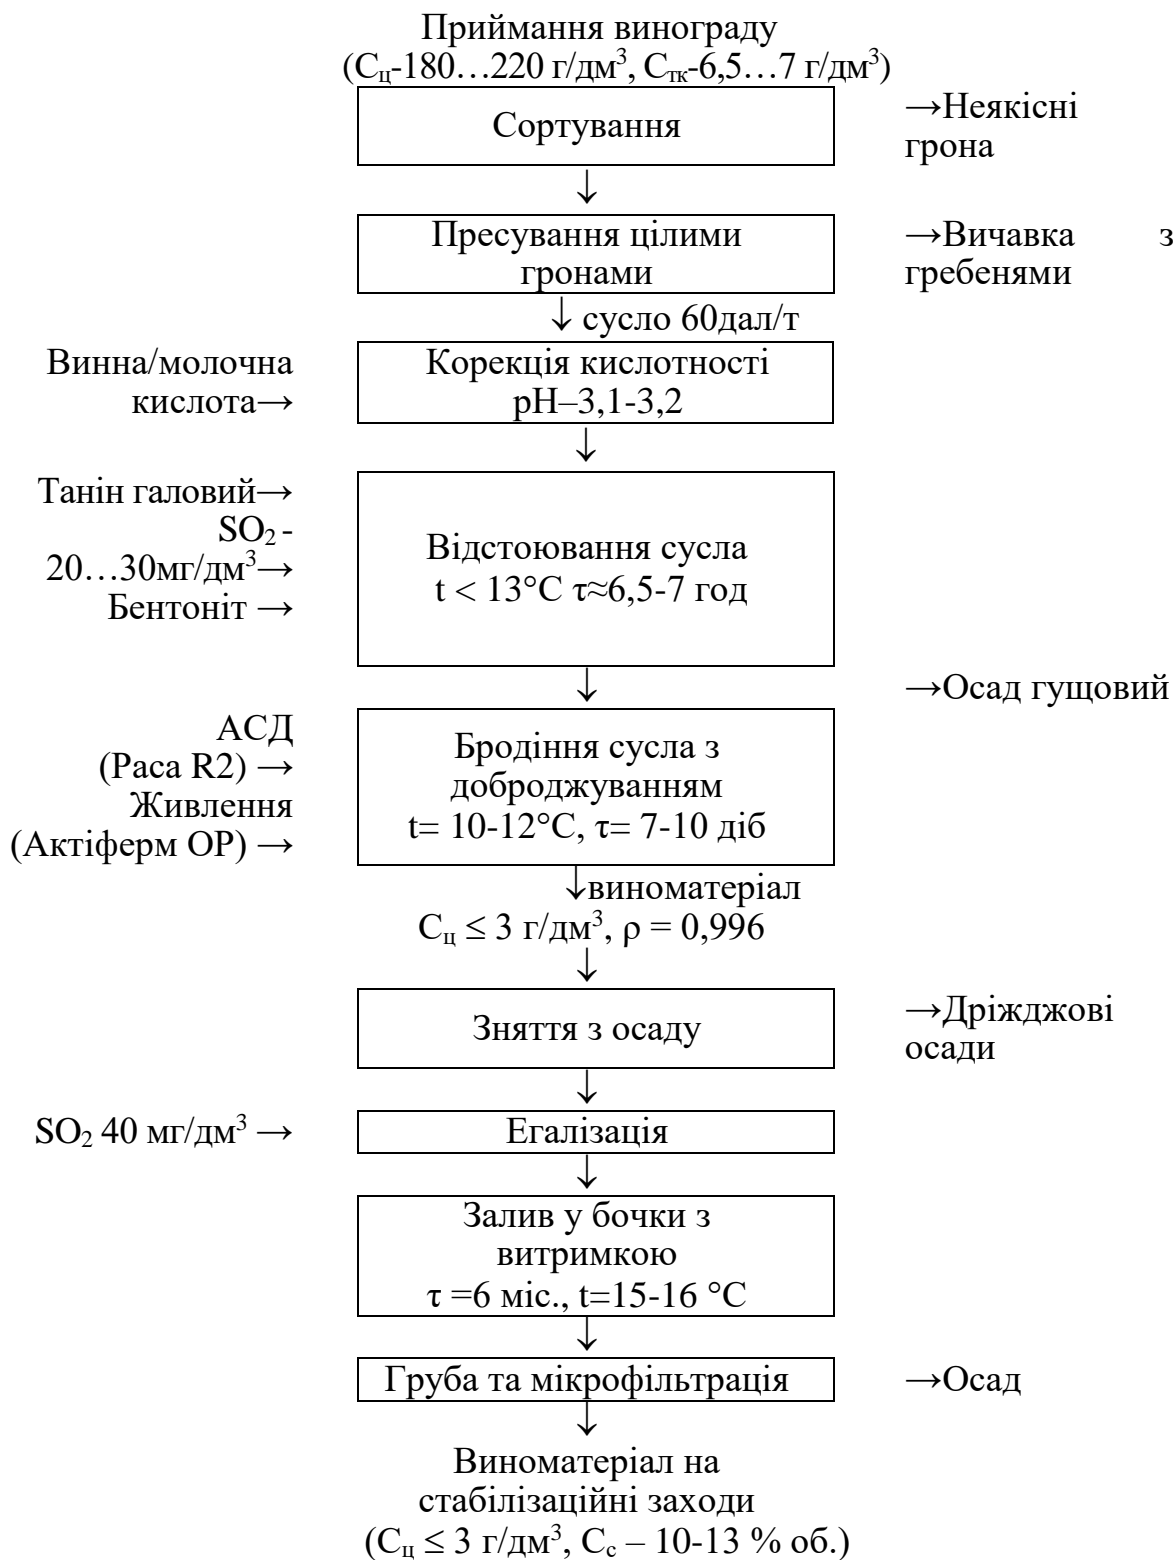 Приймання винограду
(Сц-180…220 г/дм³, Стк-6,5…7 г/дм³)
Сортування
→Неякісні
грона
↓
Пресування цілими
гронами
→Вичавка з
гребенями
↓ сусло 60дал/т
Винна/молочна
кислота→
Корекція кислотності
рН–3,1-3,2
↓
Танін галовий→
SO₂ -
20…30мг/дм³→
Бентоніт →
Відстоювання сусла
t < 13°С τ≈6,5-7 год
↓
→Осад гущовий
АСД
(Раса R2) →
Живлення
(Актіферм ОР) →
Бродіння сусла з
доброджуванням
t= 10-12°С, τ= 7-10 діб
↓виноматеріал
Сц ≤ 3 г/дм³, ρ = 0,996
↓
Зняття з осаду
→Дріжджові
осади
↓
SO₂ 40 мг/дм³ →
Егалізація
↓
Залив у бочки з
витримкою
τ =6 міс., t=15-16 °С
↓
Груба та мікрофільтрація
→Осад
↓
Виноматеріал на
стабілізаційні заходи
(Сц ≤ 3 г/дм³, Сс – 10-13 % об.)